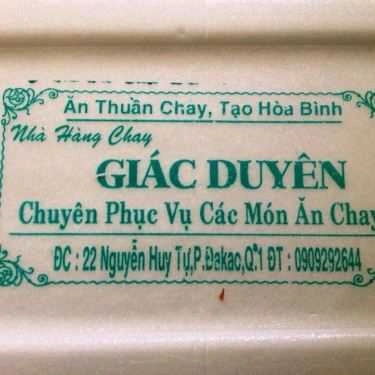 Ăn Thuần Chay, Tạo Hòa Bình
Nhà Hàng Chay
GIÁC DUYÊN
Chuyên Phục Vụ Các Món Ăn Chay
ĐC : 22 Nguyễn Huy Tự,P.Đakao,Q.1 ĐT : 0909292644